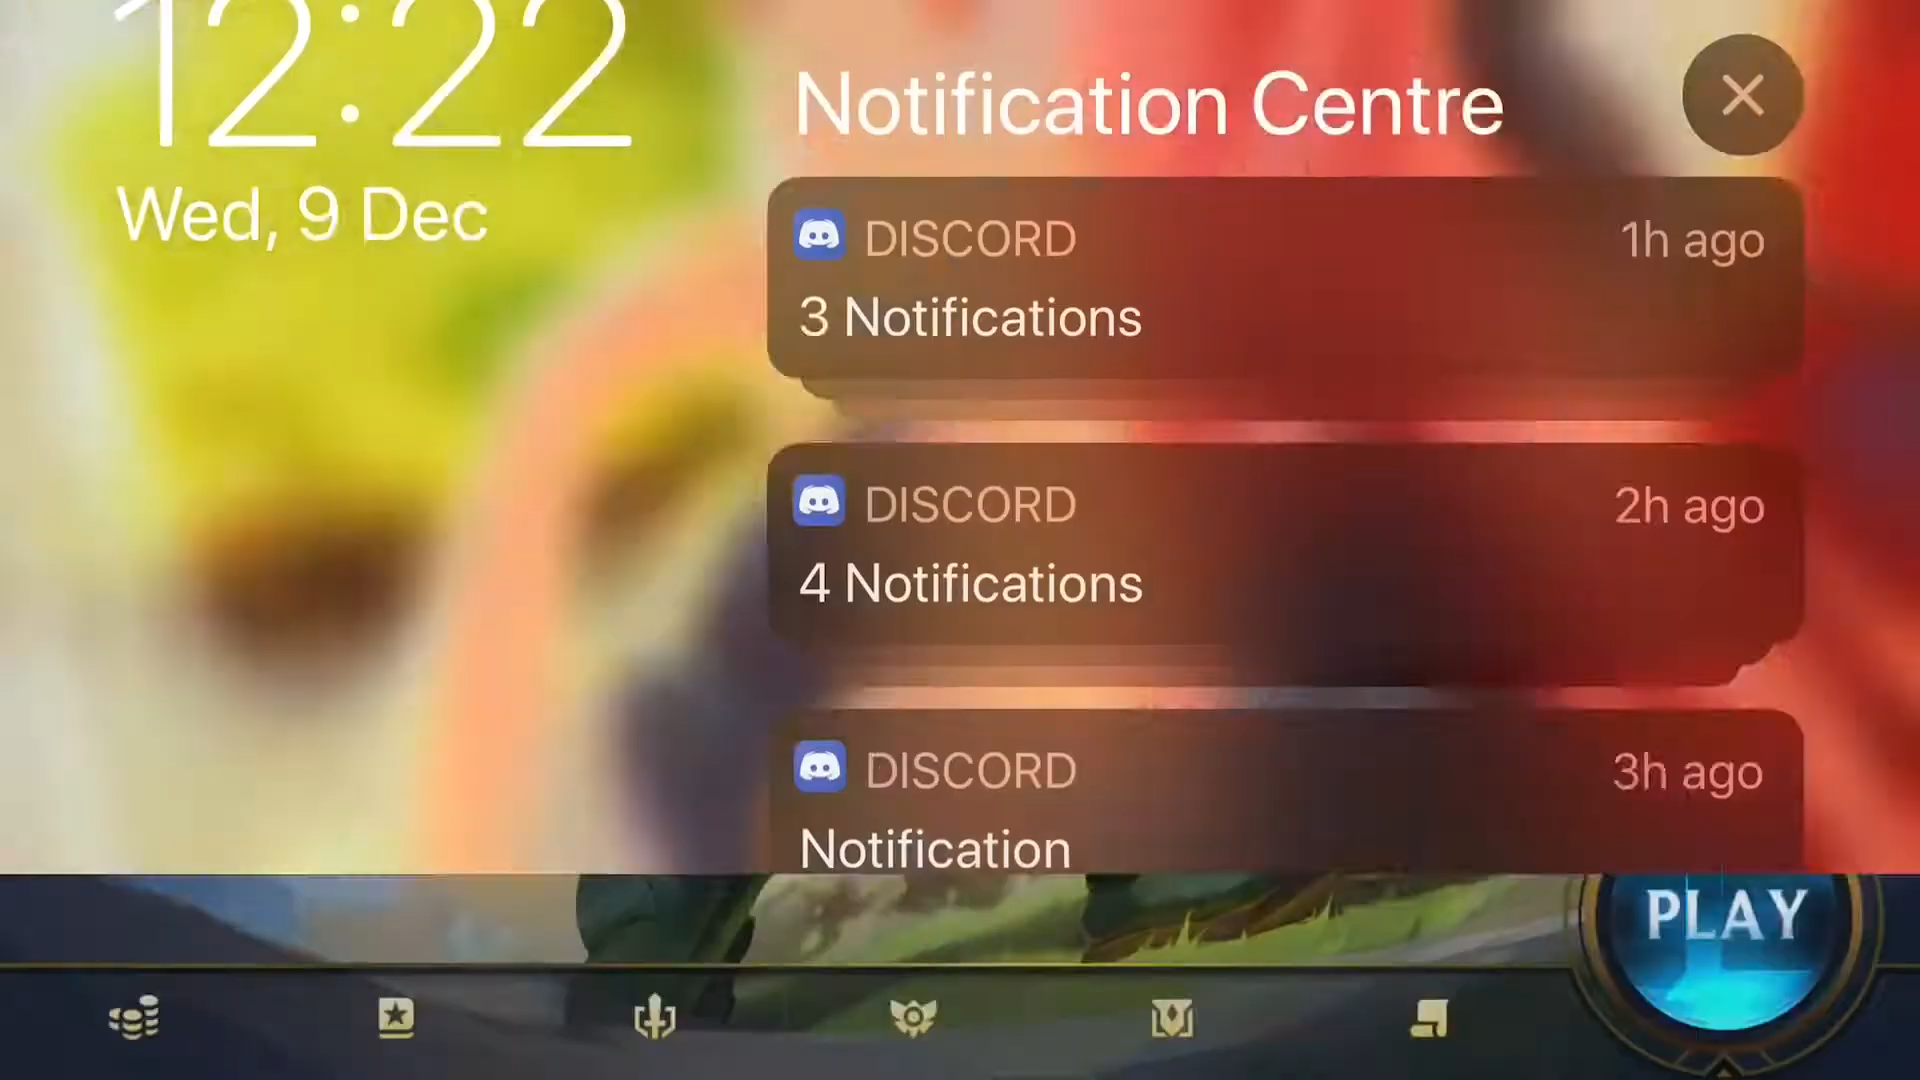 12:22
Wed, 9 Dec
Notification Centre
DISCORD
1h ago
3 Notifications
DISCORD
2h ago
4 Notifications
DISCORD
3h ago
Notification
PLAY